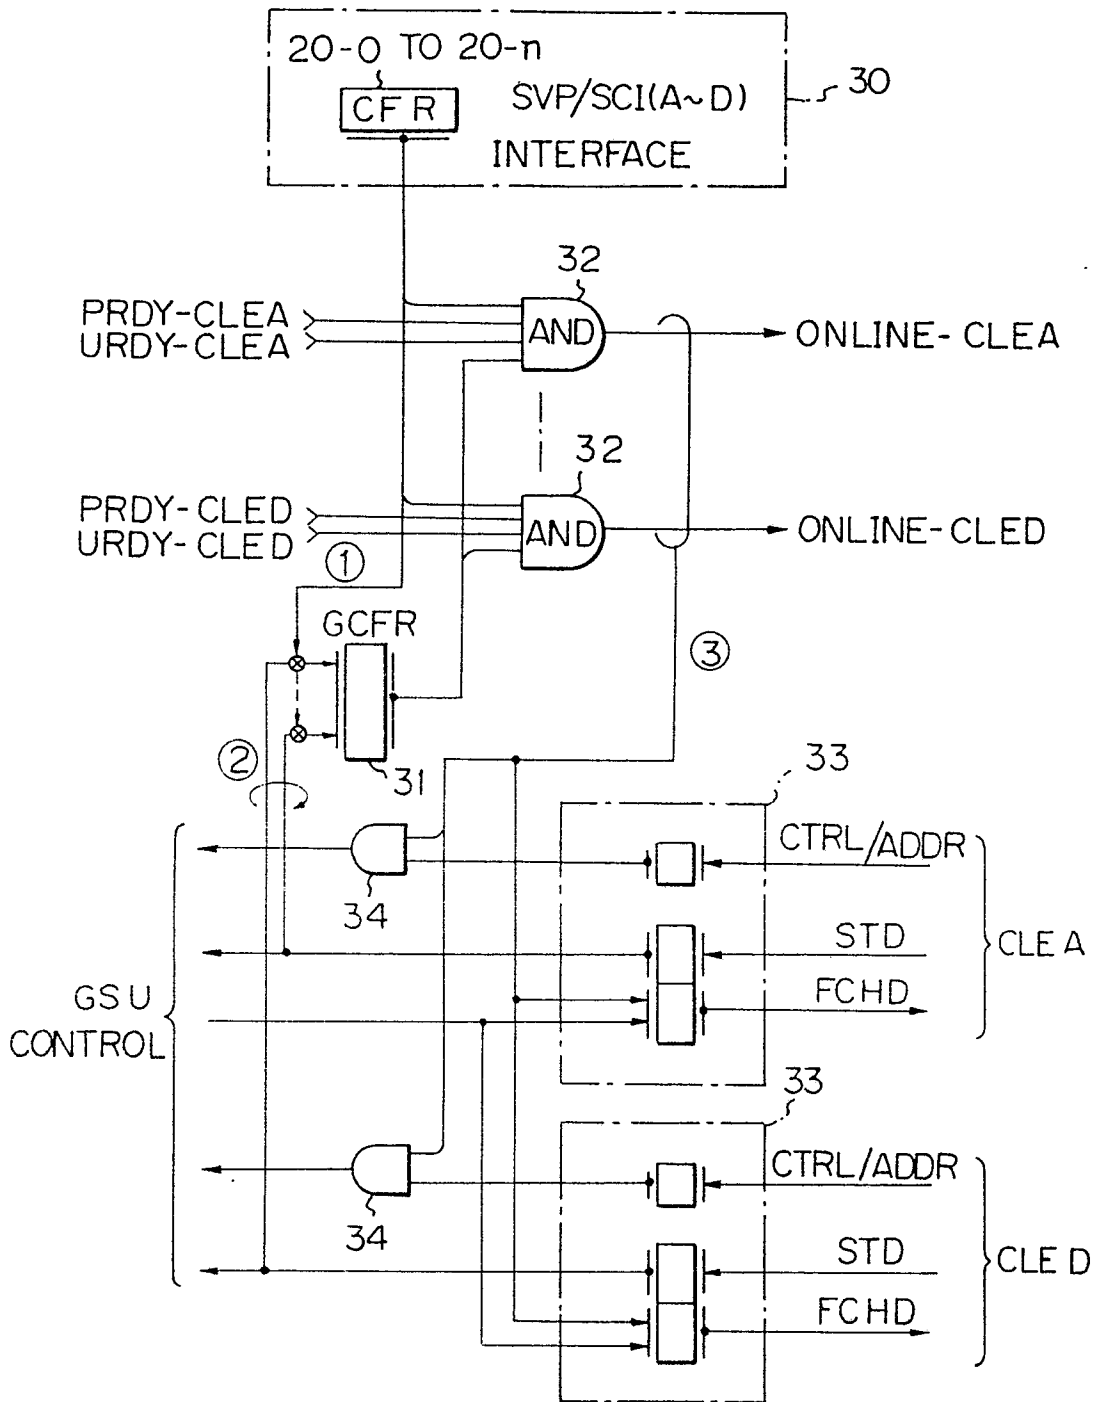 20-0 TO 20-n
CFR
SVP/SCI(A~D)
INTERFACE
30
32
PRDY-CLEA
URDY-CLEA
AND
ONLINE-CLEA
32
PRDY-CLED
URDY-CLED
AND
ONLINE-CLED
①
GCFR
③
②
31
33
CTRL/ADDR
34
STD
CLEA
FCHD
GSU
CONTROL
33
CTRL/ADDR
34
STD
CLED
FCHD